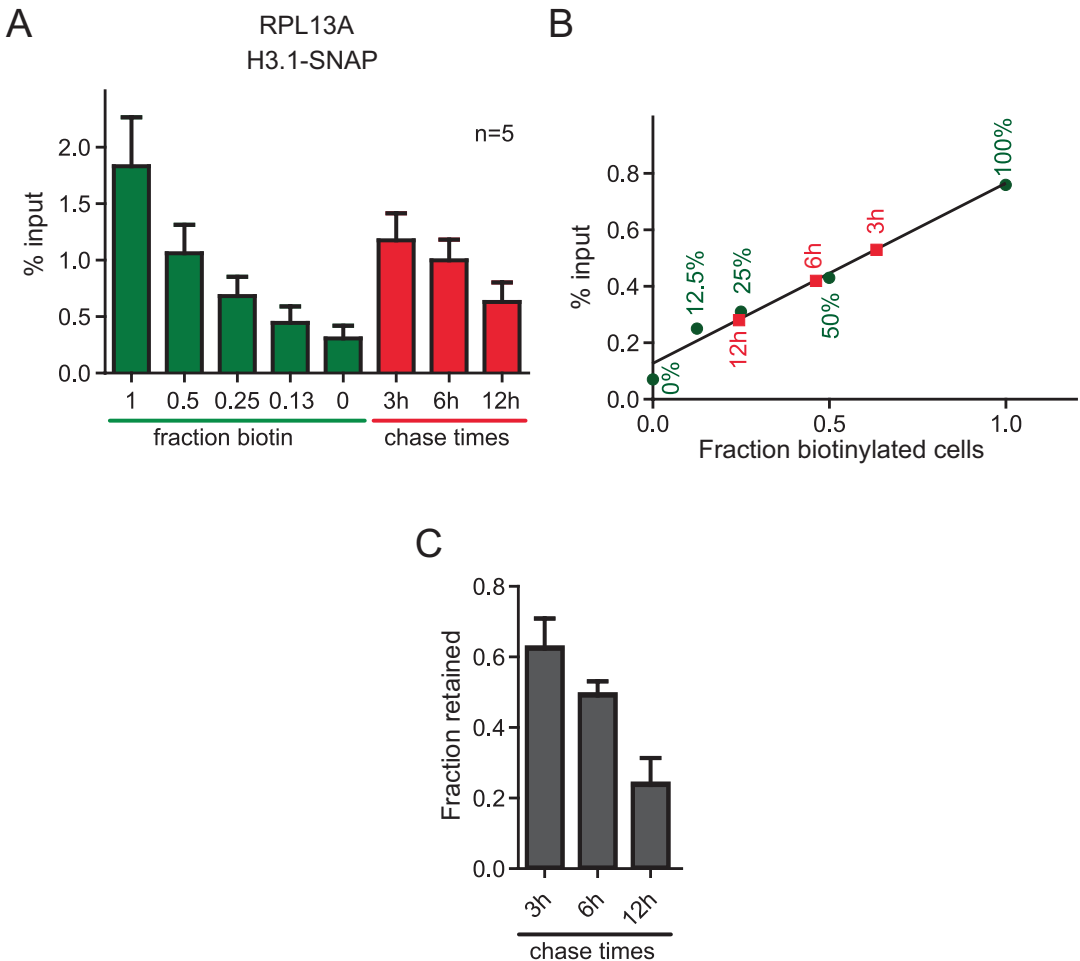 A
RPL13A
H3.1-SNAP
% input
2.0
1.5
1.0
0.5
0.0
n=5
1 0.5 0.25 0.13 0 3h 6h 12h
fraction biotin chase times
B
% input
0.8
0.6
0.4
0.2
0.0
0% 12.5% 25% 50% 100%
12h 6h 3h
0.0 0.5 1.0
Fraction biotinylated cells
C
Fraction retained
0.8
0.6
0.4
0.2
0.0
3h 6h 12h
chase times